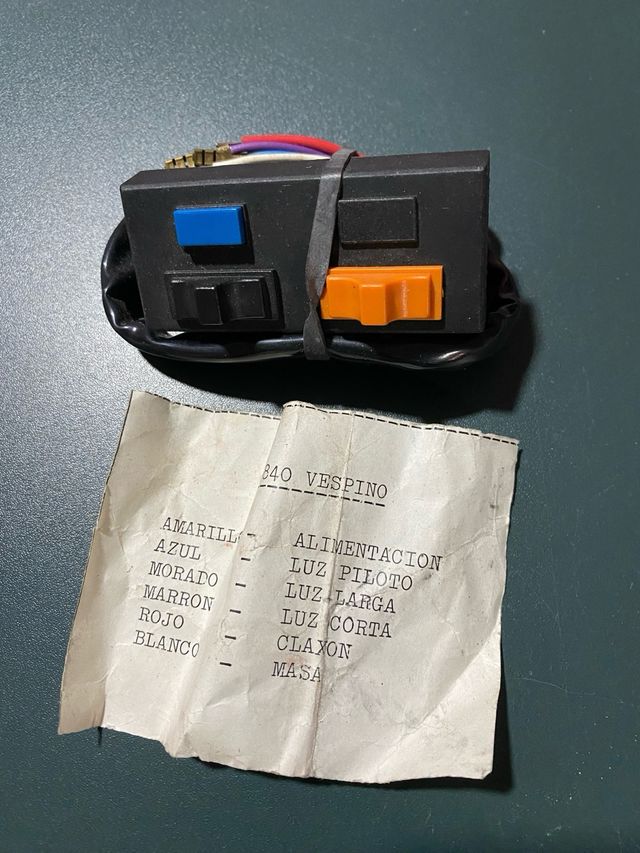 840 VESPINO
AMARILL - ALIMENTACION
AZUL - LUZ PILOTO
MORADO - LUZ LARGA
MARRON - LUZ CORTA
ROJO - CLAXON
BLANCO - MASA